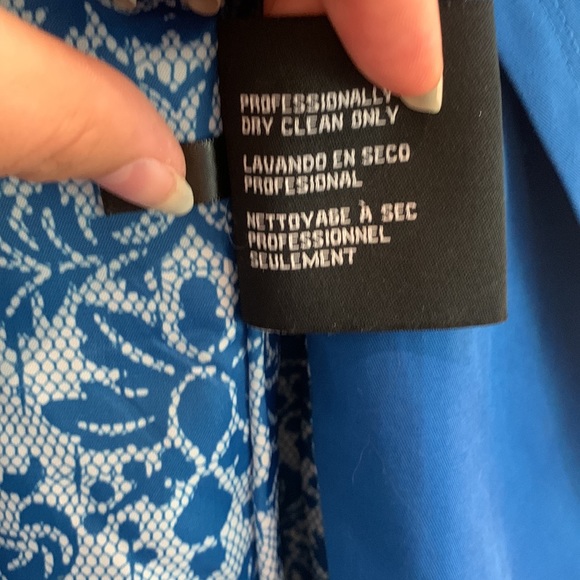 PROFESSIONALLY
DRY CLEAN ONLY
LAVANDO EN SECO
PROFESIONAL
NETTOYAGE À SEC
PROFESSIONNEL
SEULEMENT